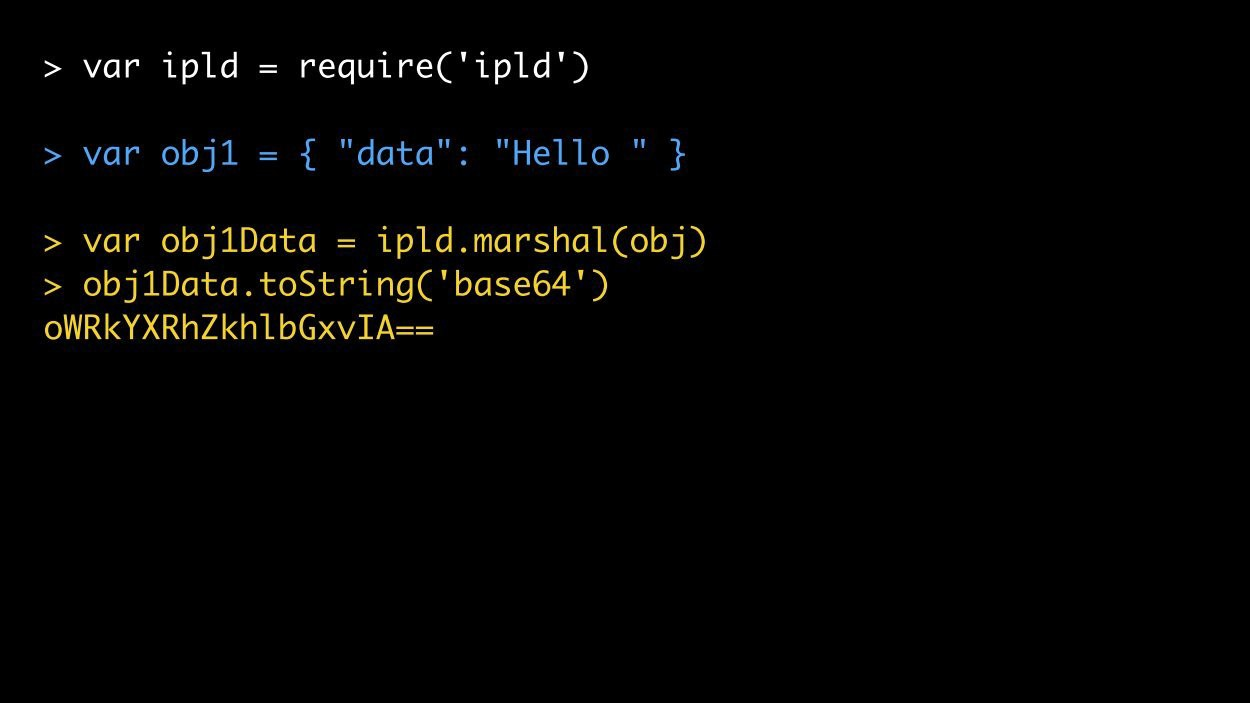 > var ipld = require('ipld')
> var obj1 = { "data": "Hello " }
> var obj1Data = ipld.marshal(obj)
> obj1Data.toString('base64')
oWRkYXRhZkhlbGxvIA==